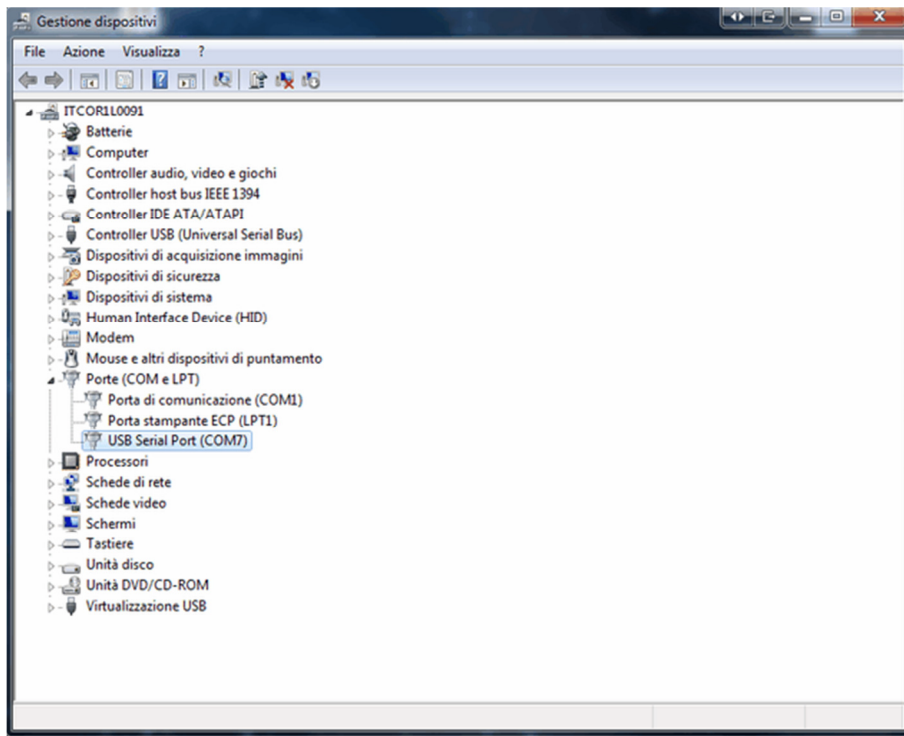 Gestione dispositivi
File Azione Visualizza ?
ITCOR1L0091
Batterie
Computer
Controller audio, video e giochi
Controller host bus IEEE 1394
Controller IDE ATA/ATAPI
Controller USB (Universal Serial Bus)
Dispositivi di acquisizione immagini
Dispositivi di sicurezza
Dispositivi di sistema
Human Interface Device (HID)
Modem
Mouse e altri dispositivi di puntamento
Porte (COM e LPT)
Porta di comunicazione (COM1)
Porta stampante ECP (LPT1)
USB Serial Port (COM7)
Processori
Schede di rete
Schede video
Schermi
Tastiere
Unità disco
Unità DVD/CD-ROM
Virtualizzazione USB